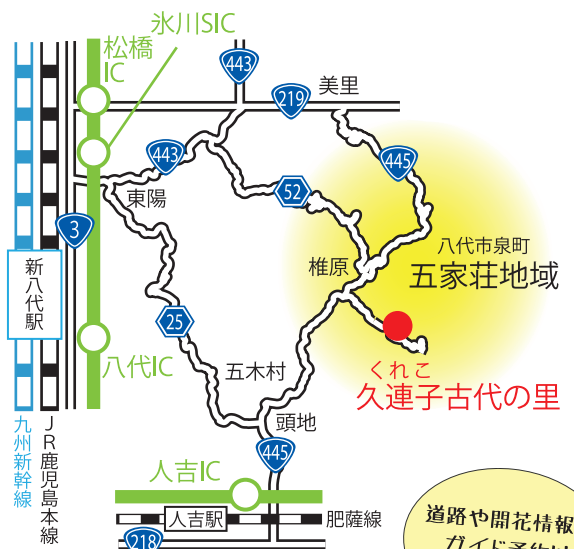 氷川SIC
松橋
IC
443
美里
219
443
445
東陽
52
3
八代市泉町
椎原
五家荘地域
新八代駅
25
八代IC
五木村
くれこ
久連子古代の里
頭地
九州新幹線
JR鹿児島本線
445
人吉IC
人吉駅
肥薩線
218
道路や開花情報